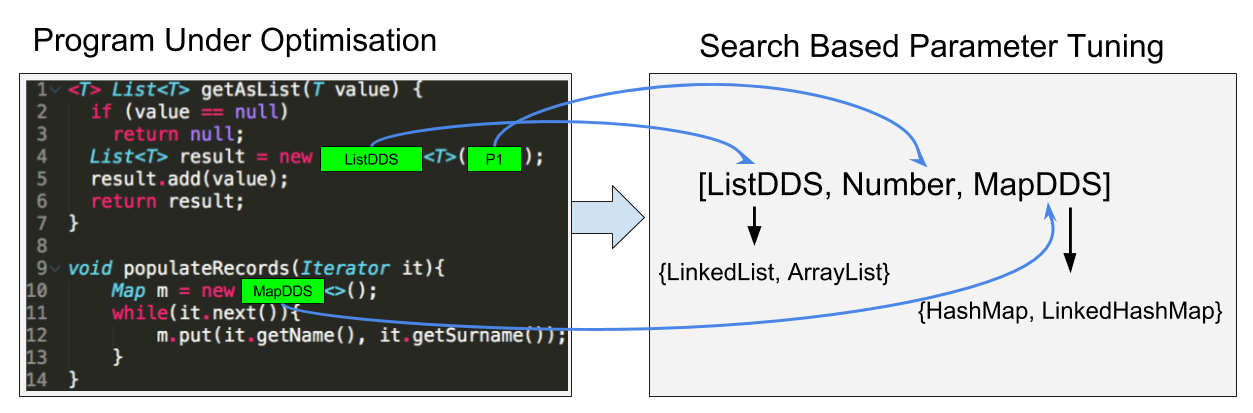 Program Under Optimisation
1 <T> List<T> getAsList(T value) {
2 if (value == null)
3 return null;
4 List<T> result = new ListDDS <T>( P1 );
5 result.add(value);
6 return result;
7 }
8
9 void populateRecords(Iterator it){
10 Map m = new MapDDS <>();
11 while(it.next()){
12 m.put(it.getName(), it.getSurname());
13 }
14 }
Search Based Parameter Tuning
[ListDDS, Number, MapDDS]
{LinkedList, ArrayList}
{HashMap, LinkedHashMap}